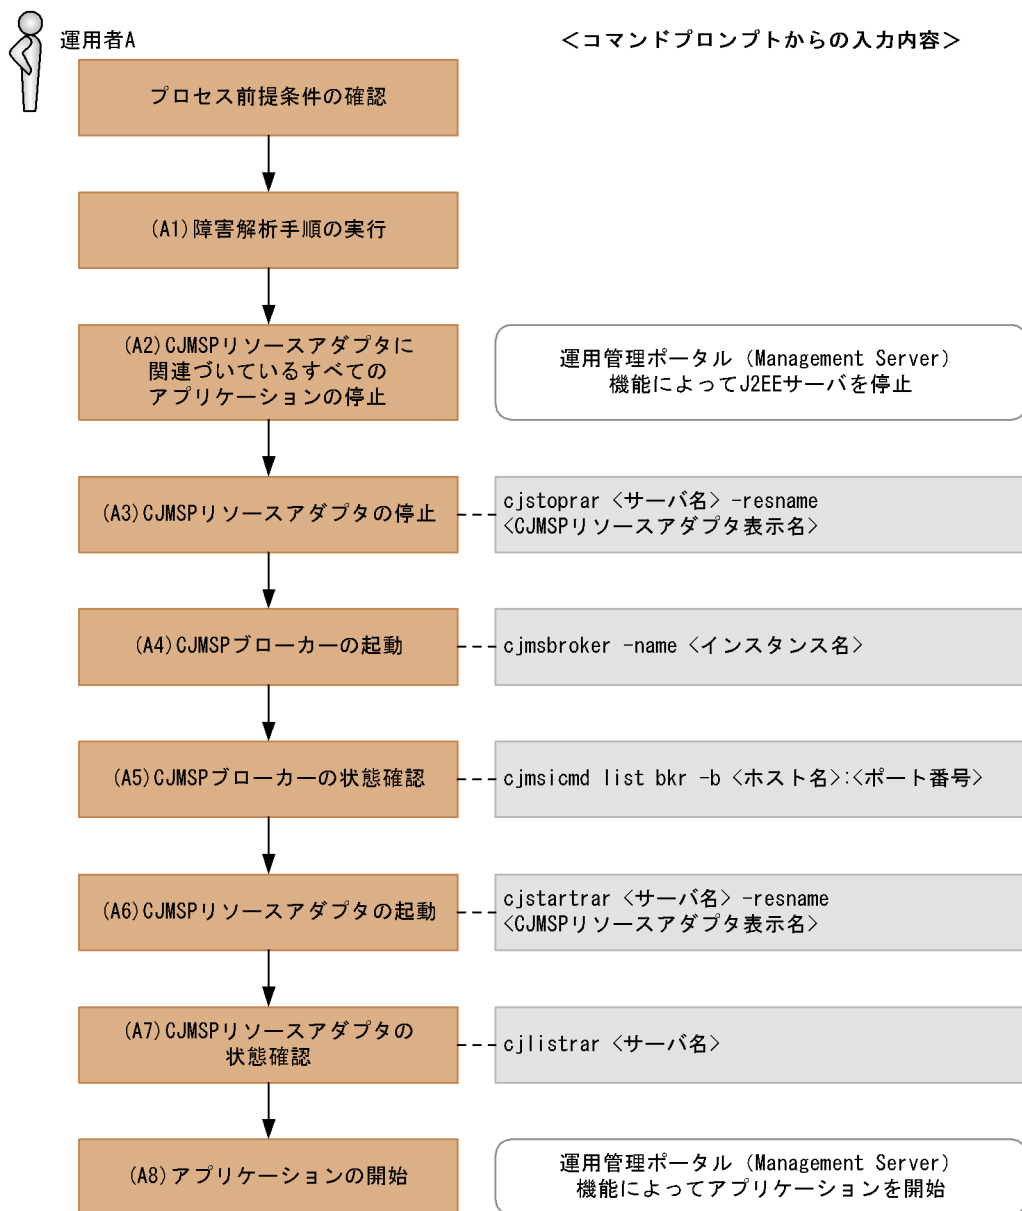 運用者A
<コマンドプロンプトからの入力内容>
プロセス前提条件の確認
(A1)障害解析手順の実行
(A2)CJMSPリソースアダプタに
関連づいているすべての
アプリケーションの停止
運用管理ポータル（Management Server）
機能によってJ2EEサーバを停止
(A3)CJMSPリソースアダプタの停止
cjstoprar <サーバ名> -resname
<CJMSPリソースアダプタ表示名>
(A4)CJMSPブローカーの起動
cjmsbroker -name <インスタンス名>
(A5)CJMSPブローカーの状態確認
cjmsicmd list bkr -b <ホスト名>:<ポート番号>
(A6)CJMSPリソースアダプタの起動
cjstartrar <サーバ名> -resname
<CJMSPリソースアダプタ表示名>
(A7)CJMSPリソースアダプタの
状態確認
cjlistrar <サーバ名>
(A8)アプリケーションの開始
運用管理ポータル（Management Server）
機能によってアプリケーションを開始